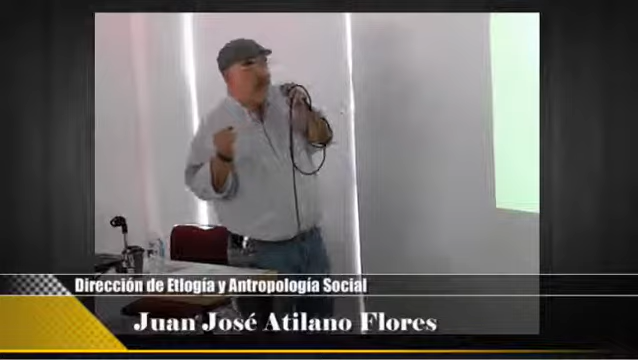 Dirección de Etlogía y Antropología Social
Juan José Atilano Flores